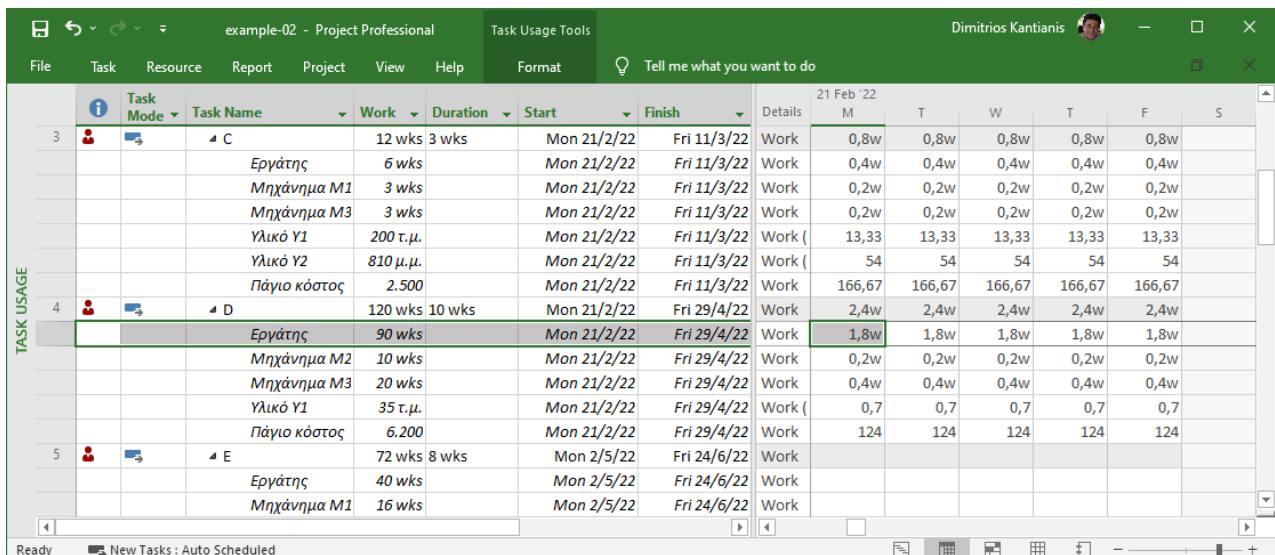 example-02 - Project Professional Task Usage Tools Dimitrios Kantianis
File Task Resource Report Project View Help Format Tell me what you want to do
Task Mode Task Name Work Duration Start Finish Details 21 Feb '22 M T W T F S
3 C 12 wks 3 wks Mon 21/2/22 Fri 11/3/22 Work 0,8w 0,8w 0,8w 0,8w 0,8w
Εργάτης 6 wks Mon 21/2/22 Fri 11/3/22 Work 0,4w 0,4w 0,4w 0,4w 0,4w
Μηχάνημα M1 3 wks Mon 21/2/22 Fri 11/3/22 Work 0,2w 0,2w 0,2w 0,2w 0,2w
Μηχάνημα M3 3 wks Mon 21/2/22 Fri 11/3/22 Work 0,2w 0,2w 0,2w 0,2w 0,2w
Υλικό Υ1 200 τ.μ. Mon 21/2/22 Fri 11/3/22 Work ( 13,33 13,33 13,33 13,33 13,33
Υλικό Υ2 810 μ.μ. Mon 21/2/22 Fri 11/3/22 Work ( 54 54 54 54 54
Πάγιο κόστος 2.500 Mon 21/2/22 Fri 11/3/22 Work 166,67 166,67 166,67 166,67 166,67
4 D 120 wks 10 wks Mon 21/2/22 Fri 29/4/22 Work 2,4w 2,4w 2,4w 2,4w 2,4w
Εργάτης 90 wks Mon 21/2/22 Fri 29/4/22 Work 1,8w 1,8w 1,8w 1,8w 1,8w
Μηχάνημα M2 10 wks Mon 21/2/22 Fri 29/4/22 Work 0,2w 0,2w 0,2w 0,2w 0,2w
Μηχάνημα M3 20 wks Mon 21/2/22 Fri 29/4/22 Work 0,4w 0,4w 0,4w 0,4w 0,4w
Υλικό Υ1 35 τ.μ. Mon 21/2/22 Fri 29/4/22 Work ( 0,7 0,7 0,7 0,7 0,7
Πάγιο κόστος 6.200 Mon 21/2/22 Fri 29/4/22 Work 124 124 124 124 124
5 E 72 wks 8 wks Mon 2/5/22 Fri 24/6/22 Work
Εργάτης 40 wks Mon 2/5/22 Fri 24/6/22 Work
Μηχάνημα M1 16 wks Mon 2/5/22 Fri 24/6/22 Work
TASK USAGE
Ready New Tasks : Auto Scheduled